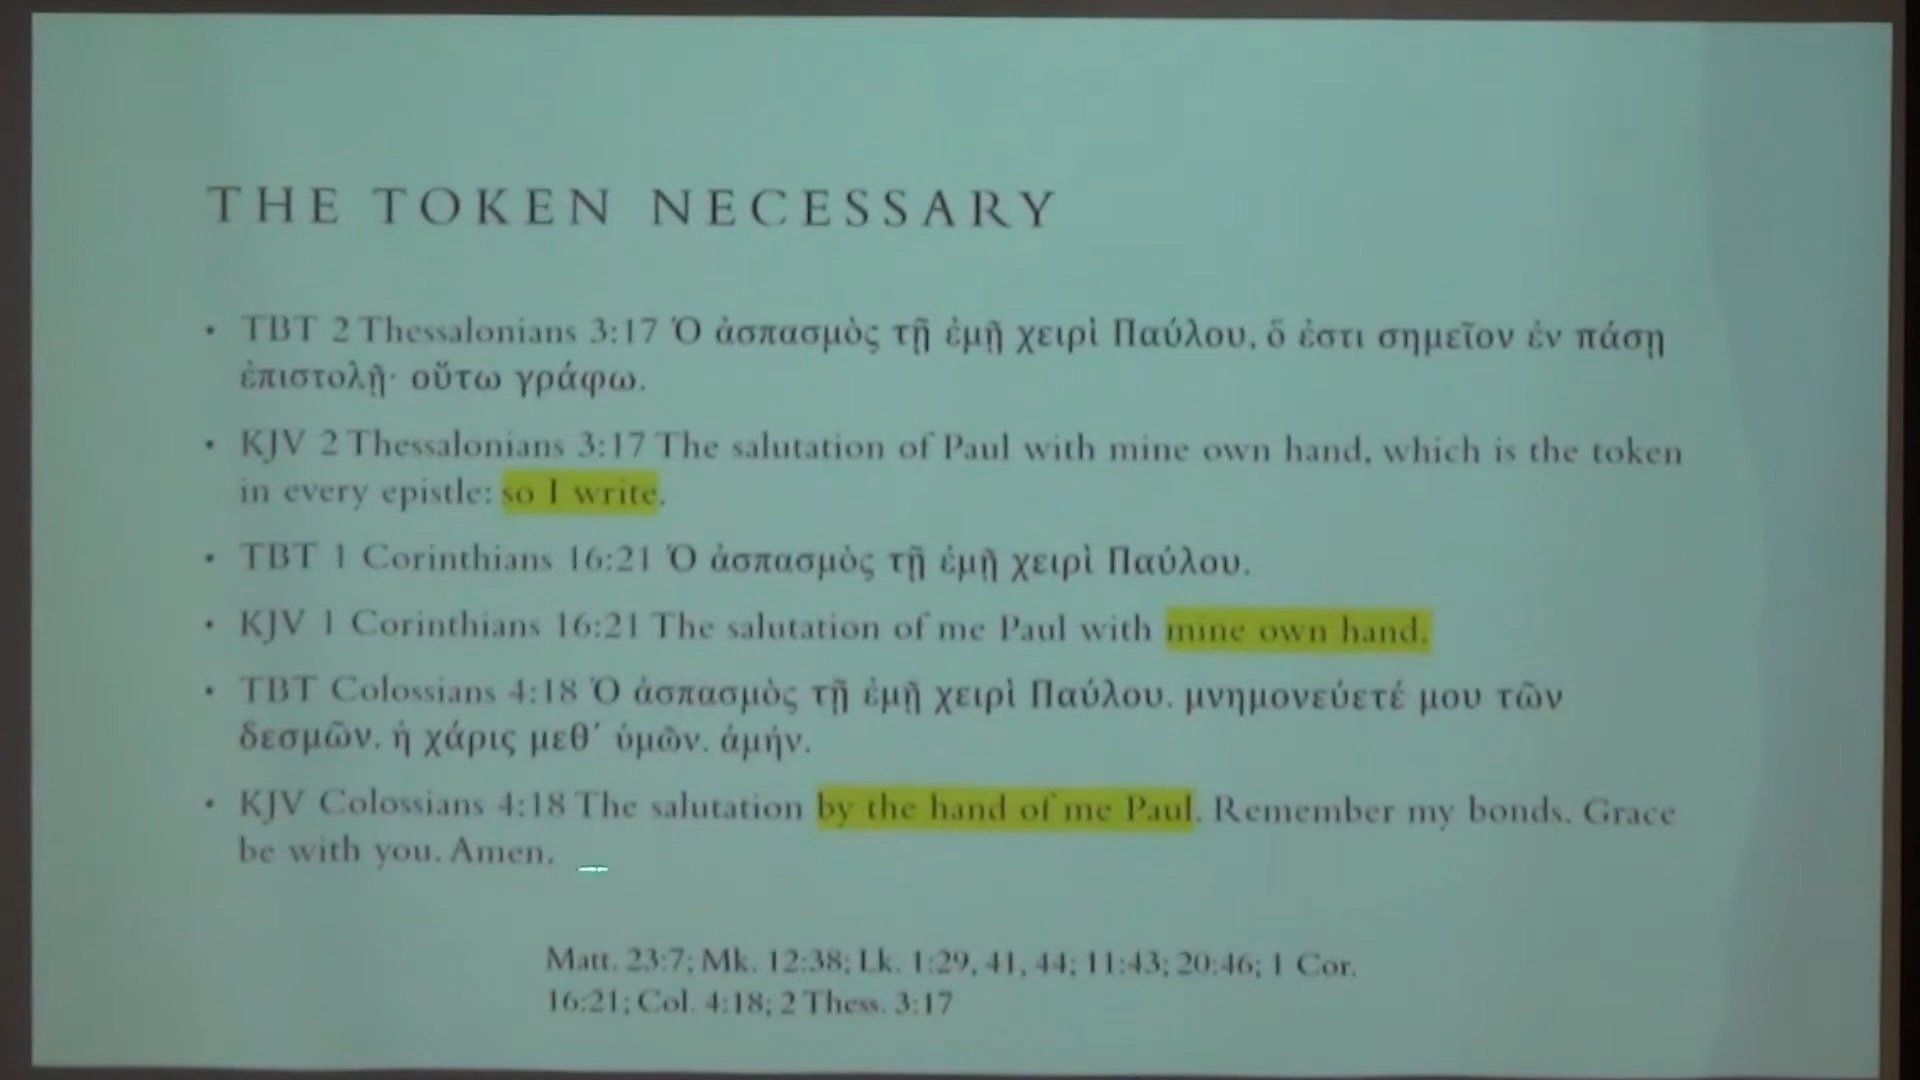 THE TOKEN NECESSARY
• TBT 2 Thessalonians 3:17 Ὁ ἀσπασμὸς τῇ ἐμῇ χειρὶ Παύλου, ὅ ἐστι σημεῖον ἐν πάσῃ
ἐπιστολῇ· οὕτω γράφω.
• KJV 2 Thessalonians 3:17 The salutation of Paul with mine own hand, which is the token
in every epistle: so I write.
• TBT 1 Corinthians 16:21 Ὁ ἀσπασμὸς τῇ ἐμῇ χειρὶ Παύλου.
• KJV 1 Corinthians 16:21 The salutation of me Paul with mine own hand.
• TBT Colossians 4:18 Ὁ ἀσπασμὸς τῇ ἐμῇ χειρὶ Παύλου. μνημονεύετέ μου τῶν
δεσμῶν. ἡ χάρις μεθ᾽ ὑμῶν. ἀμήν.
• KJV Colossians 4:18 The salutation by the hand of me Paul. Remember my bonds. Grace
be with you. Amen.
Matt. 23:7; Mk. 12:38; Lk. 1:29, 41, 44; 11:43; 20:46; 1 Cor.
16:21; Col. 4:18; 2 Thess. 3:17